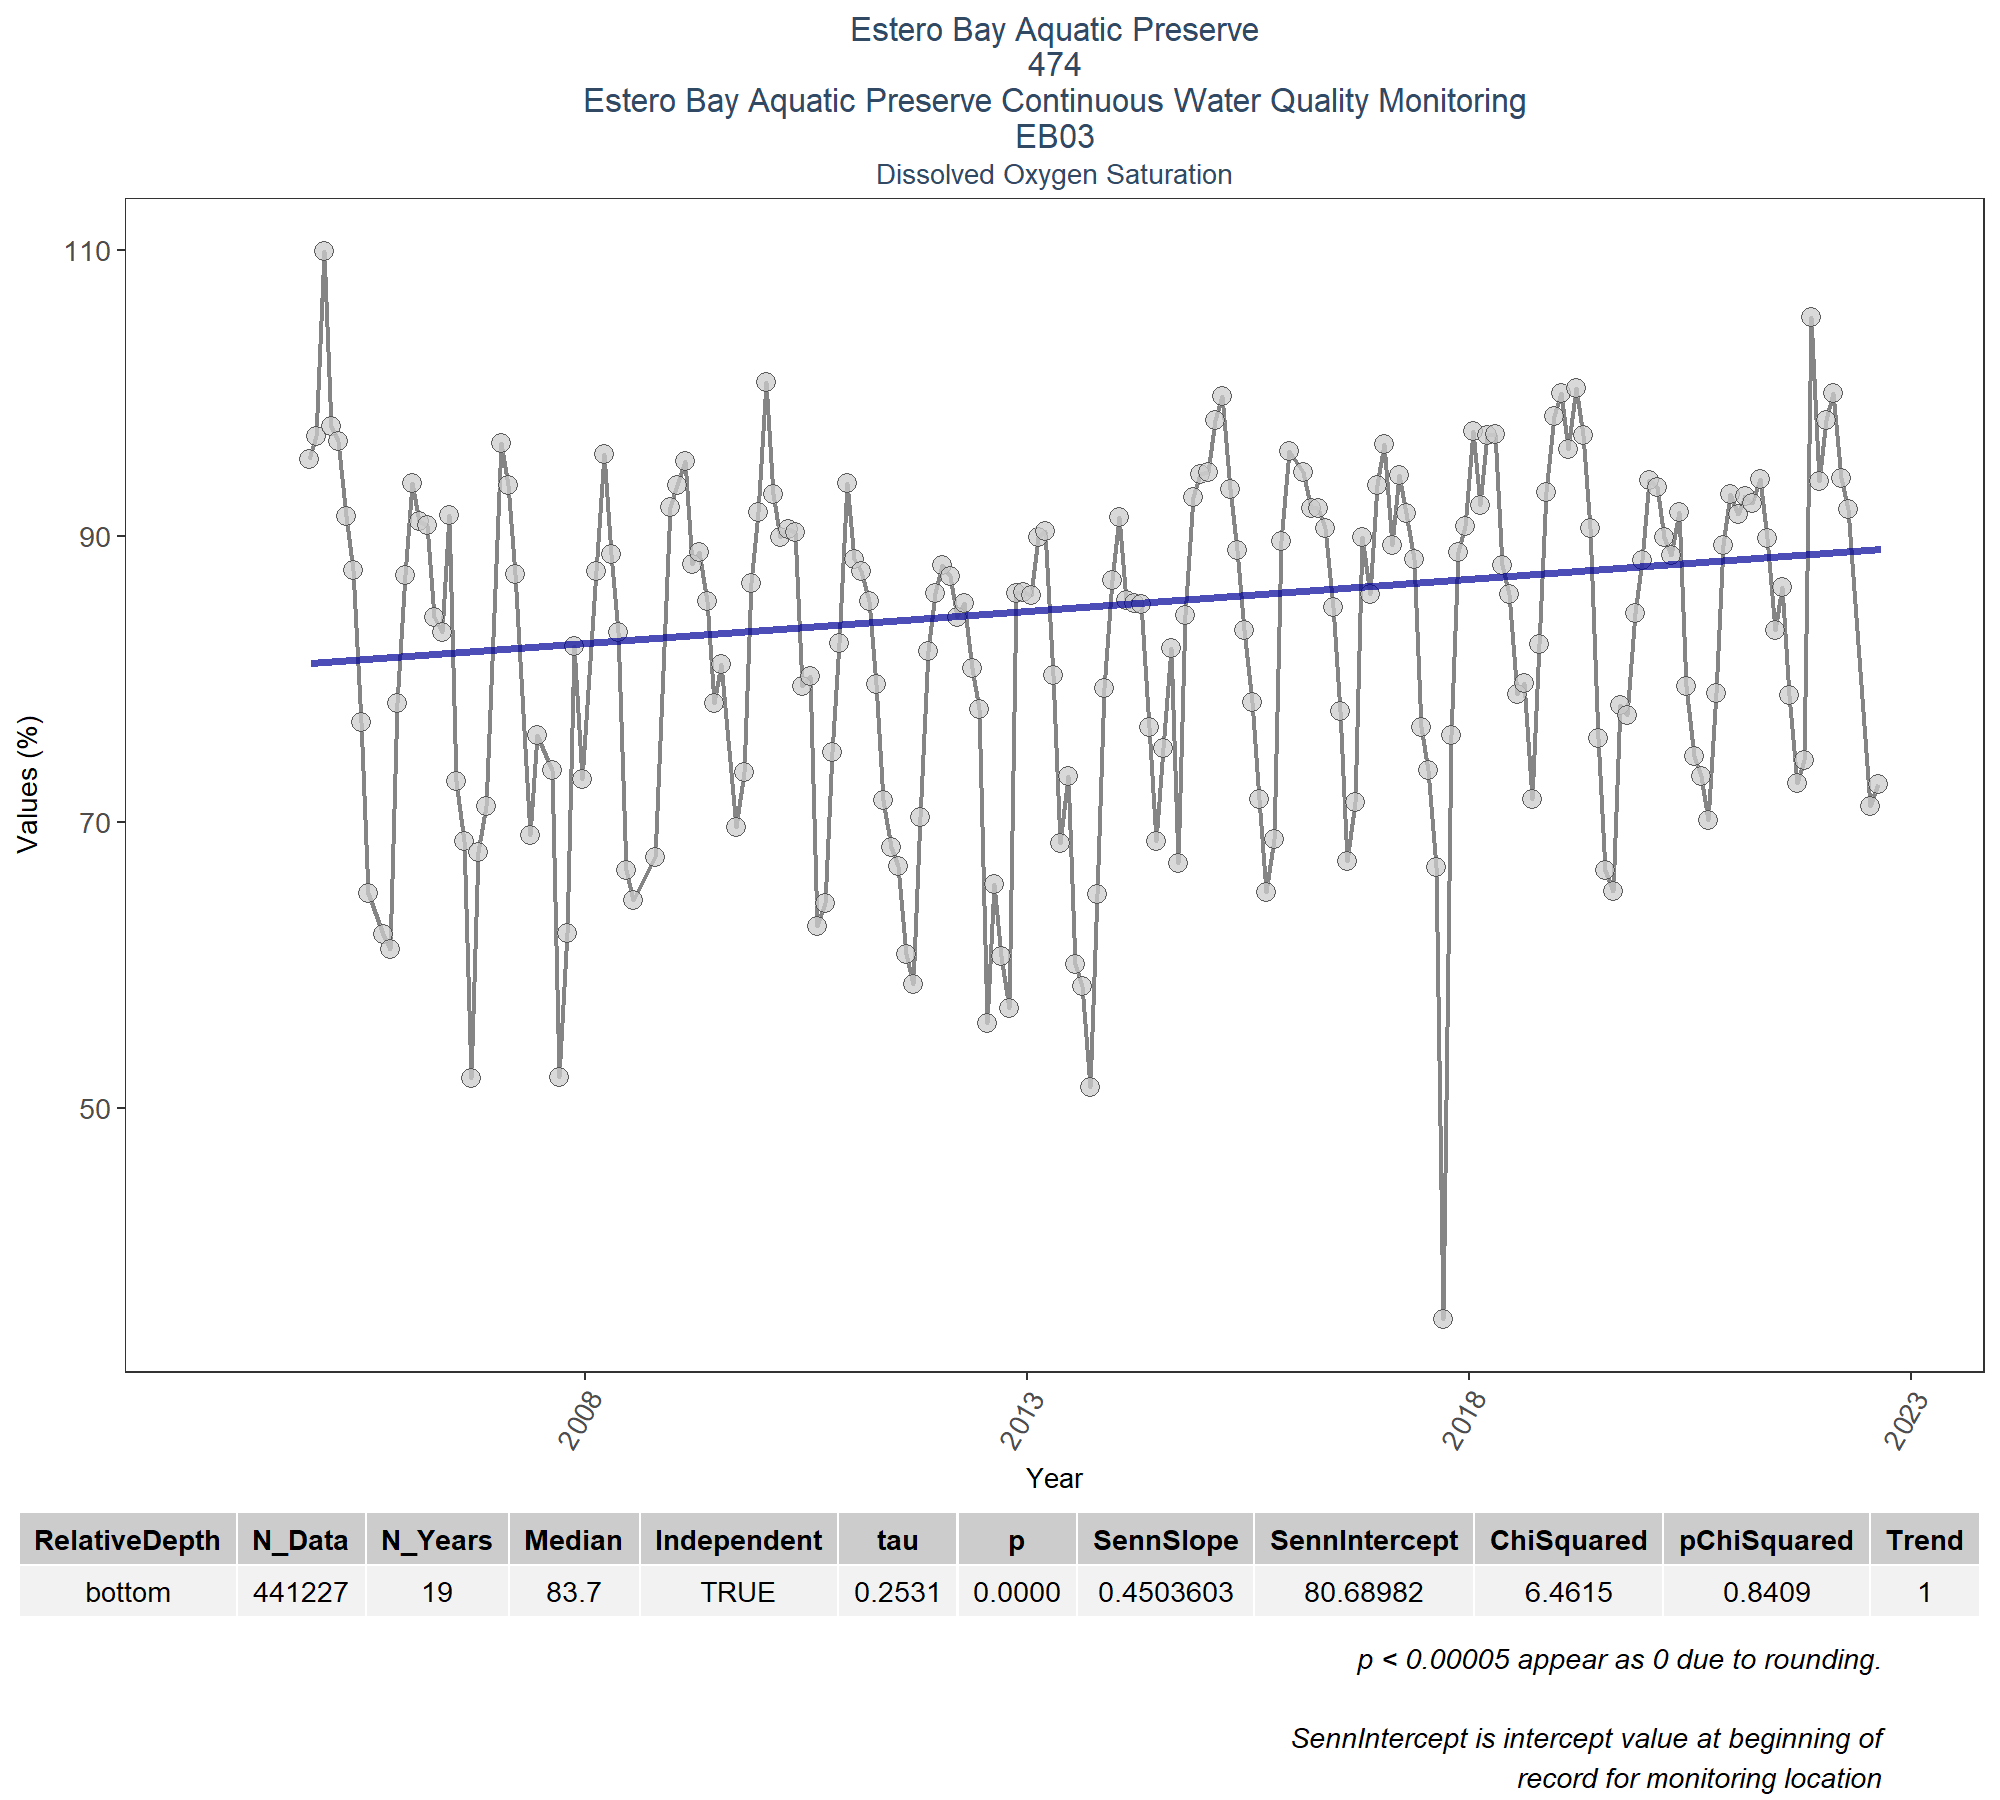 Estero Bay Aquatic Preserve
474
Estero Bay Aquatic Preserve Continuous Water Quality Monitoring
EB03
Dissolved Oxygen Saturation
Values (%)
110
90
70
50
2008
2013
2018
2023
Year
RelativeDepth N_Data N_Years Median Independent tau p SennSlope SennIntercept ChiSquared pChiSquared Trend
bottom 441227 19 83.7 TRUE 0.2531 0.0000 0.4503603 80.68982 6.4615 0.8409 1
p < 0.00005 appear as 0 due to rounding.
SennIntercept is intercept value at beginning of
record for monitoring location